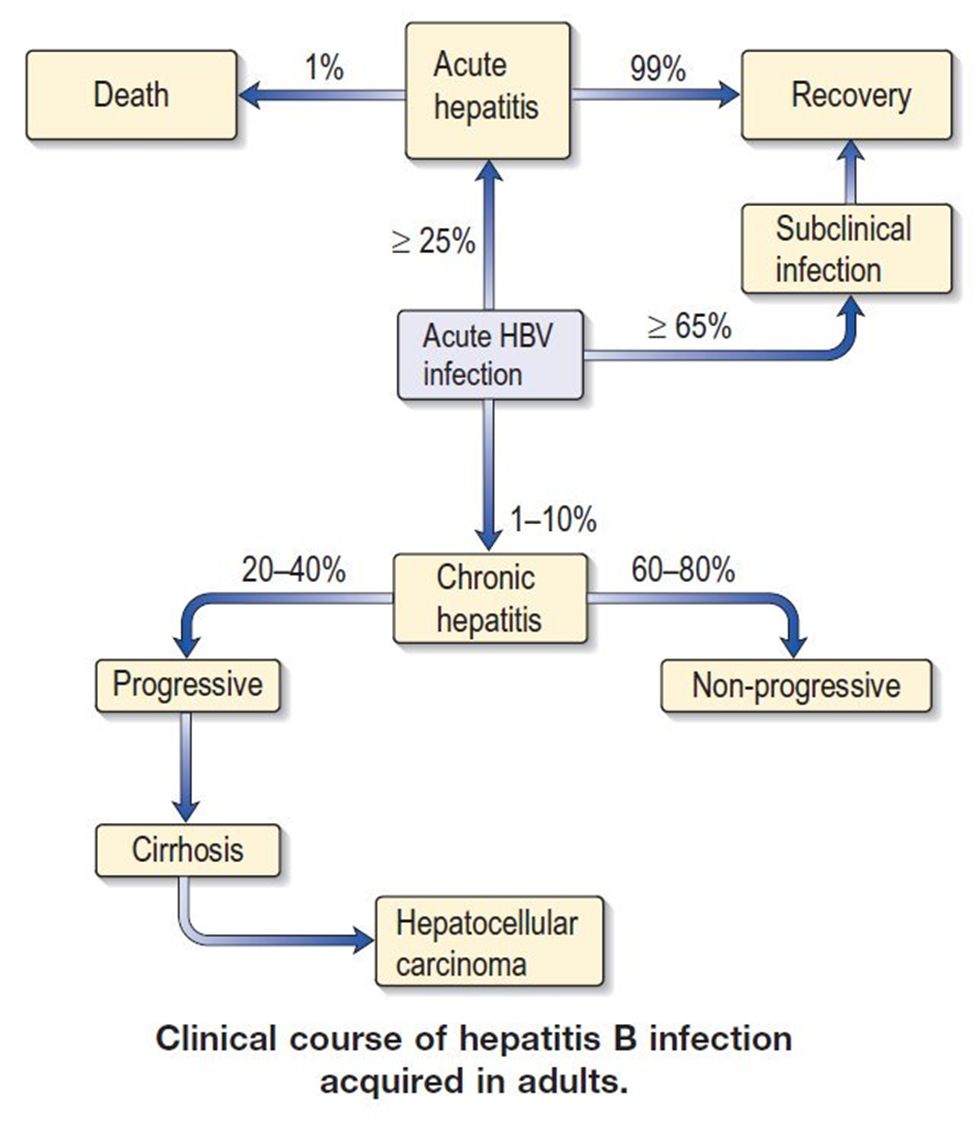 Death
1%
Acute
hepatitis
99%
Recovery
≥ 25%
Subclinical
infection
Acute HBV
infection
≥ 65%
1–10%
20–40%
Chronic
hepatitis
60–80%
Progressive
Non-progressive
Cirrhosis
Hepatocellular
carcinoma
Clinical course of hepatitis B infection
acquired in adults.